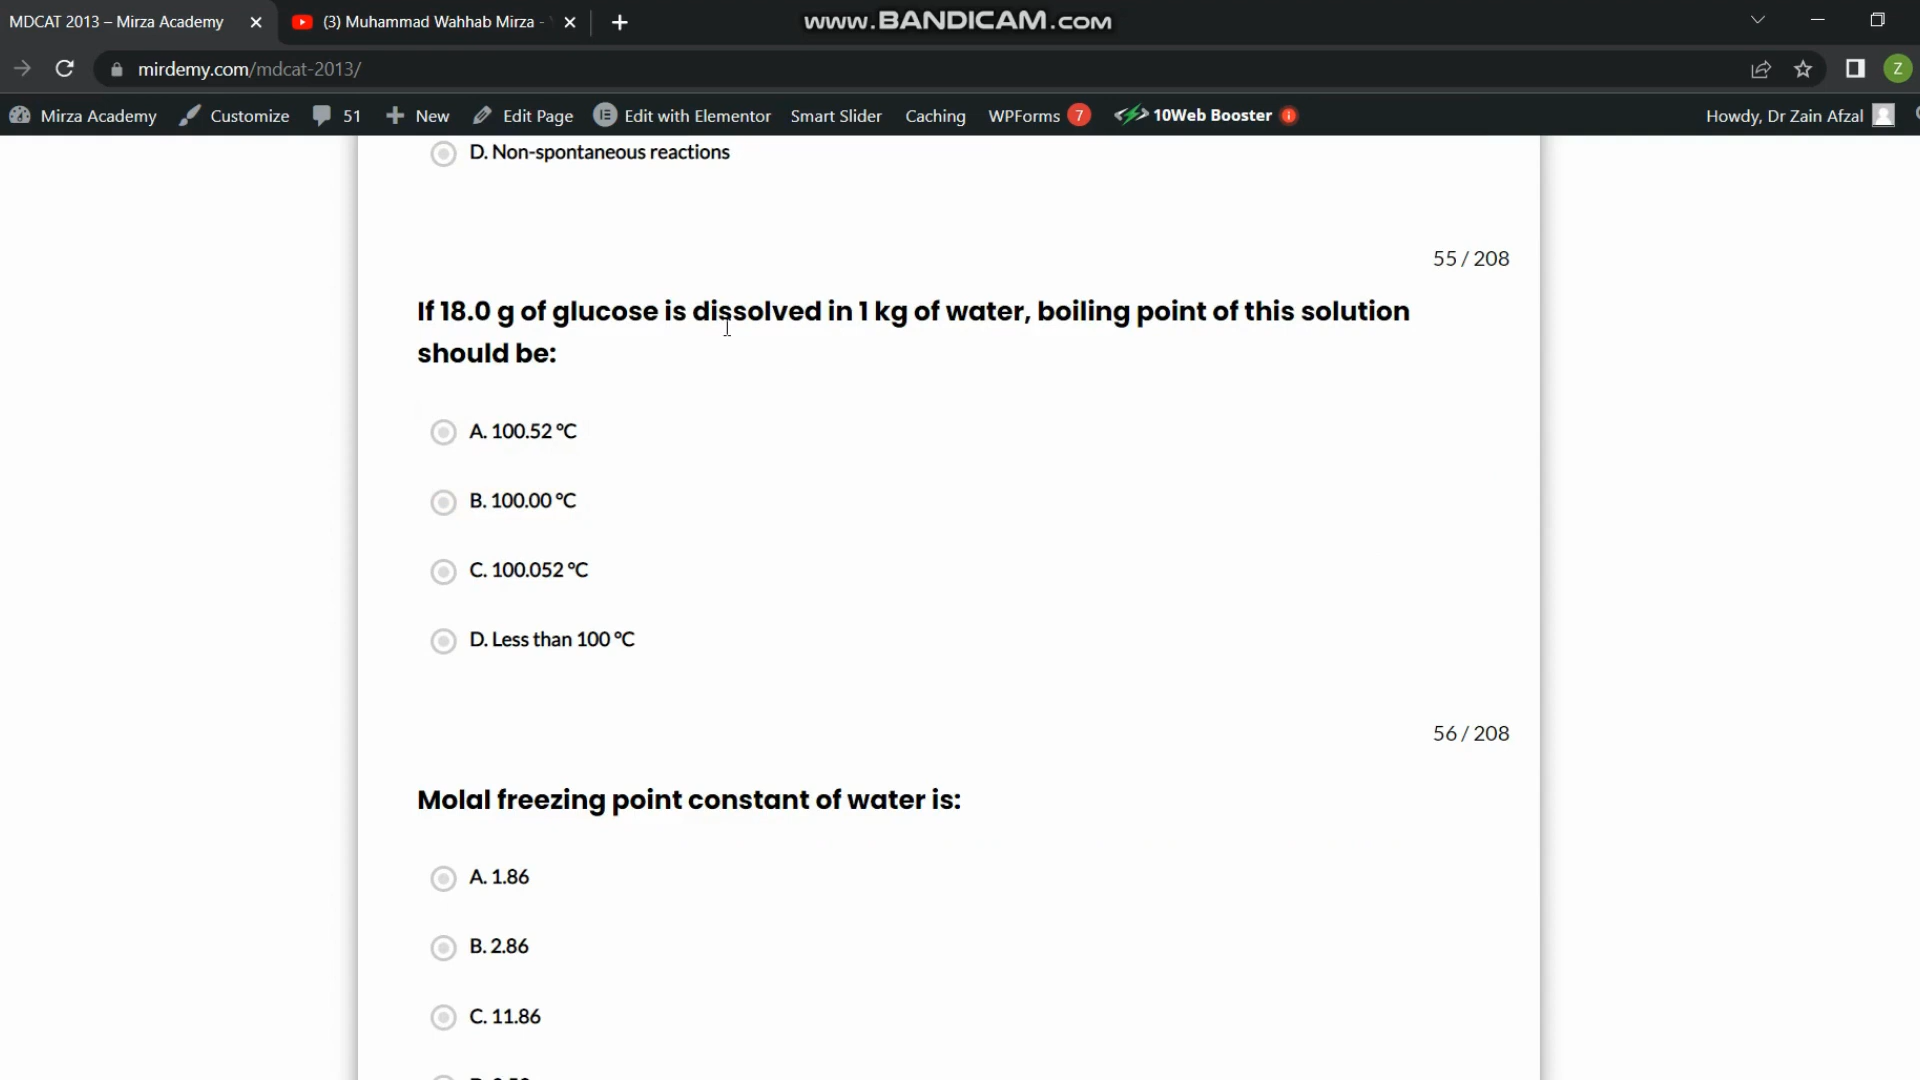 MDCAT 2013 – Mirza Academy
(3) Muhammad Wahhab Mirza -
www.BANDICAM.com
mirdemy.com/mdcat-2013/
Z
Mirza Academy
Customize
51
New
Edit Page
Edit with Elementor
Smart Slider
Caching
WPForms 7
10Web Booster
Howdy, Dr Zain Afzal
D. Non-spontaneous reactions
55 / 208
If 18.0 g of glucose is dissolved in 1 kg of water, boiling point of this solution
should be:
A. 100.52 °C
B. 100.00 °C
C. 100.052 °C
D. Less than 100 °C
56 / 208
Molal freezing point constant of water is:
A. 1.86
B. 2.86
C. 11.86